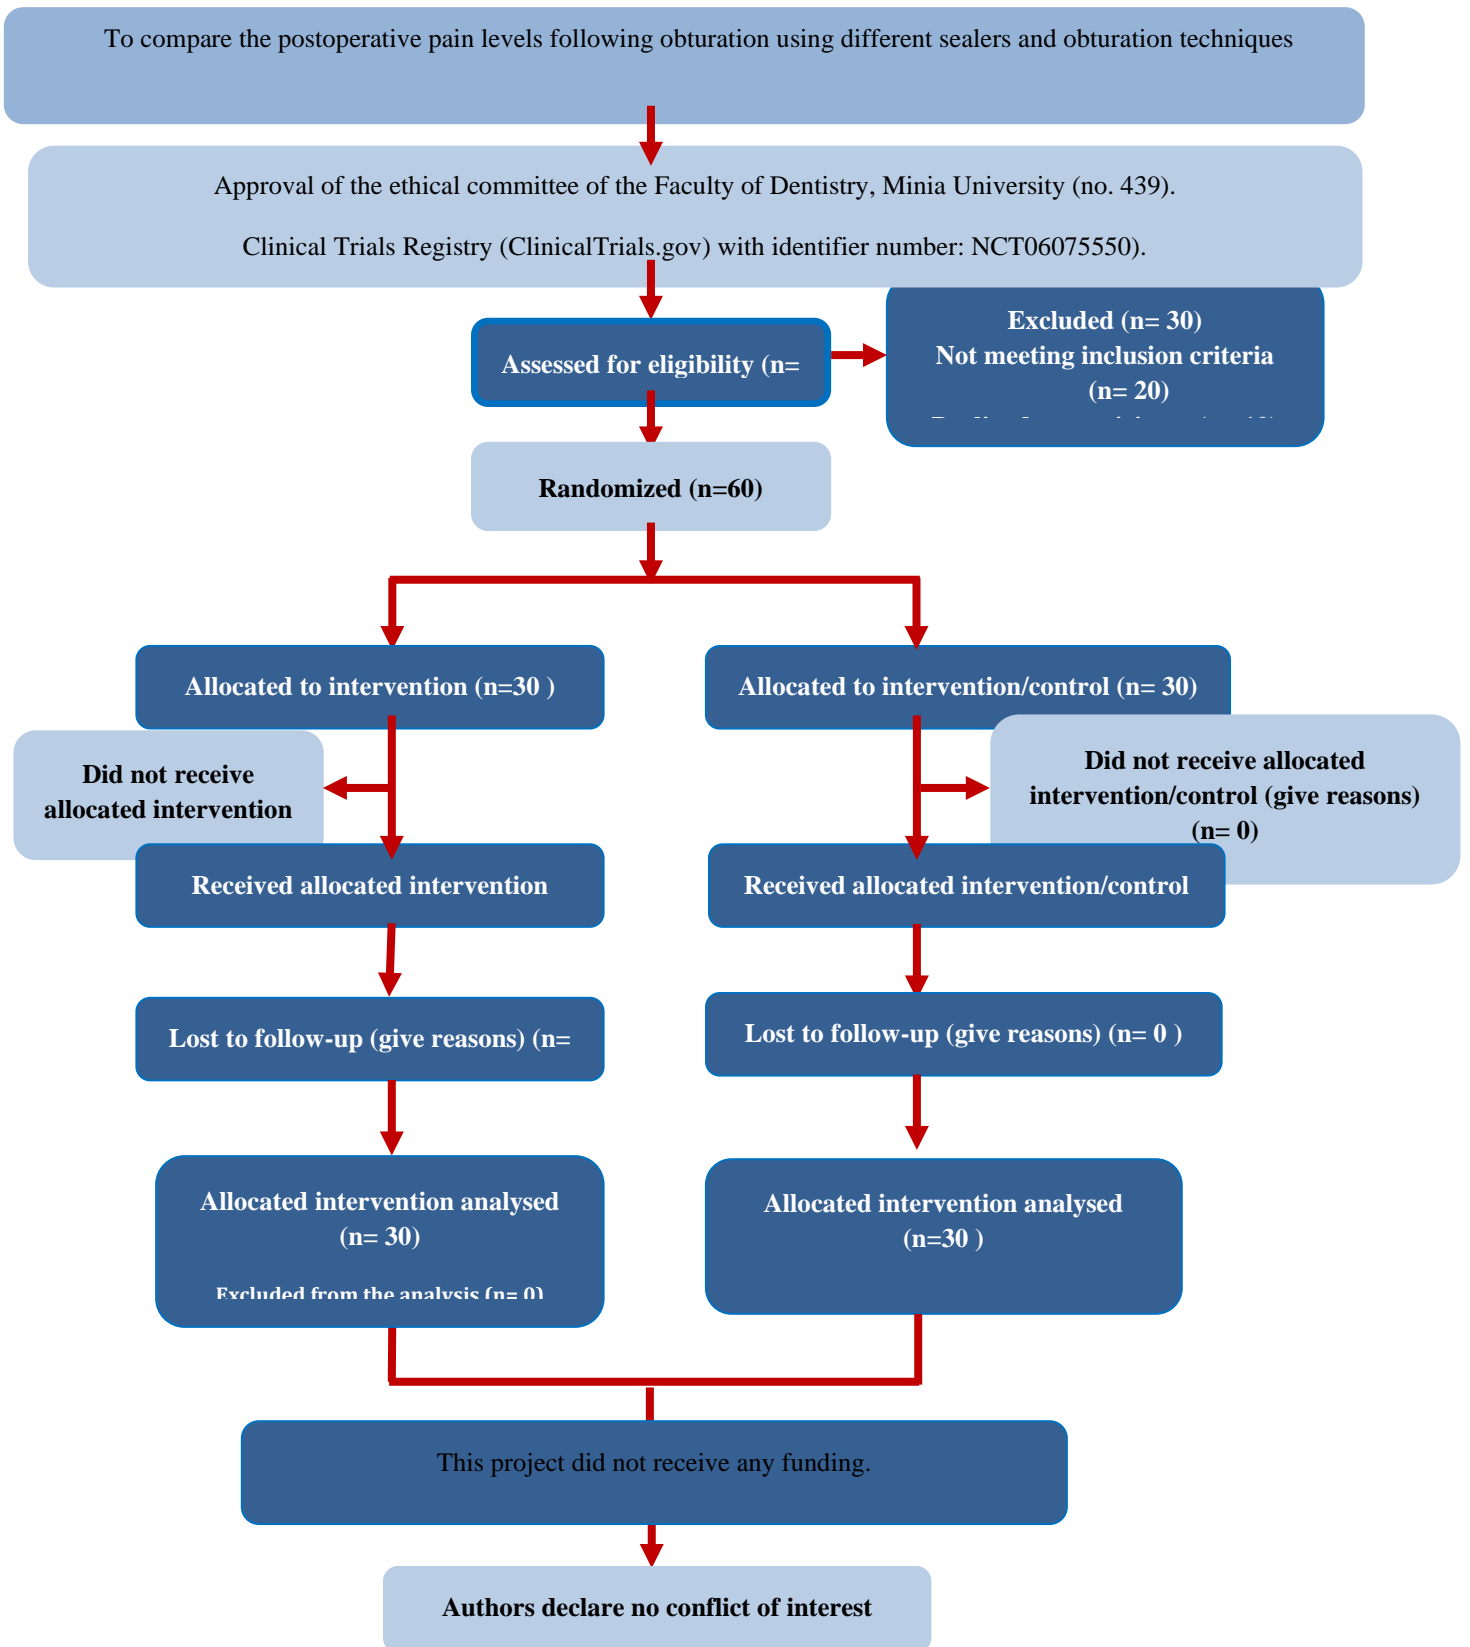 To compare the postoperative pain levels following obturation using different sealers and obturation techniques
Approval of the ethical committee of the Faculty of Dentistry, Minia University (no. 439).
Clinical Trials Registry (ClinicalTrials.gov) with identifier number: NCT06075550).
Excluded (n= 30)
Not meeting inclusion criteria
(n= 20)
Assessed for eligibility (n=
Randomized (n=60)
Allocated to intervention (n=30 )
Allocated to intervention/control (n= 30)
Did not receive
allocated intervention
Did not receive allocated
intervention/control (give reasons)
(n= 0)
Received allocated intervention
Received allocated intervention/control
Lost to follow-up (give reasons) (n=
Lost to follow-up (give reasons) (n= 0 )
Allocated intervention analysed
(n= 30)
Excluded from the analysis (n= 0)
Allocated intervention analysed
(n=30 )
This project did not receive any funding.
Authors declare no conflict of interest